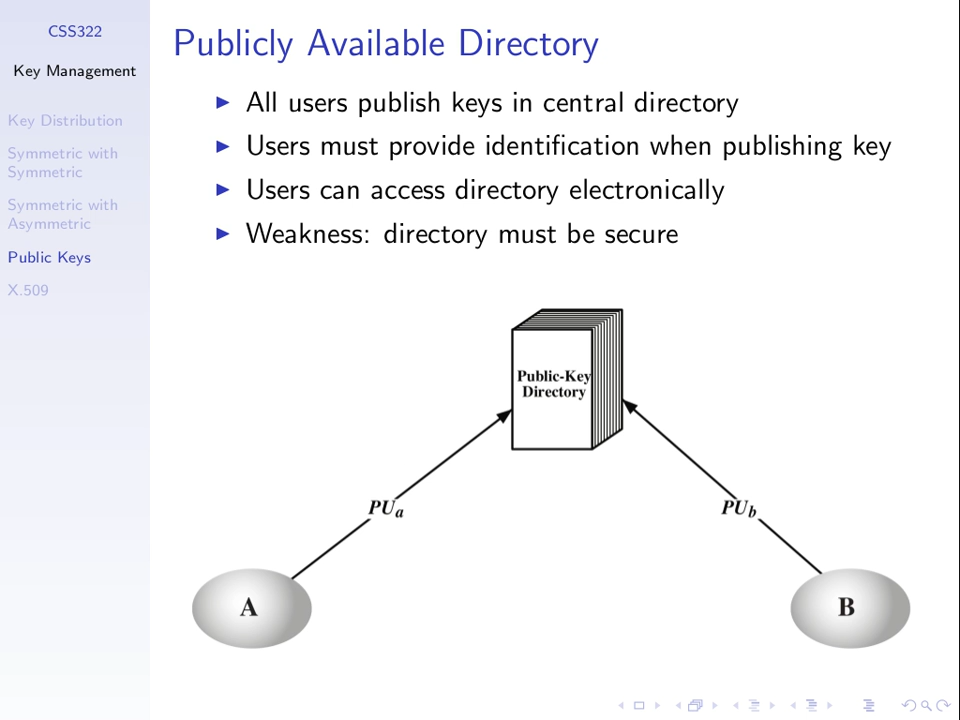 CSS322
Key Management
Key Distribution
Symmetric with
Symmetric
Symmetric with
Asymmetric
Public Keys
X.509
Publicly Available Directory
All users publish keys in central directory
Users must provide identification when publishing key
Users can access directory electronically
Weakness: directory must be secure
Public-Key
Directory
PUa
PUb
A
B